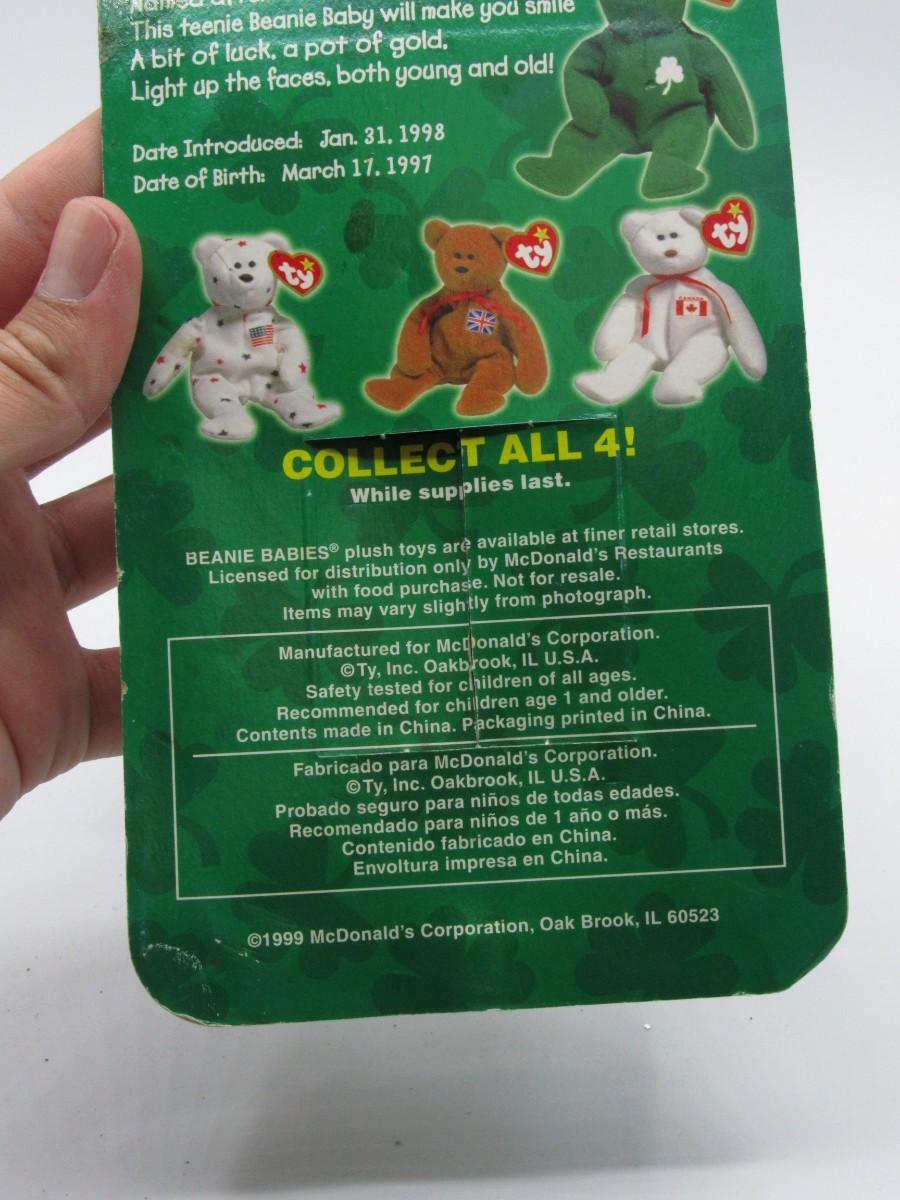 This teenie Beanie Baby will make you smile
A bit of luck, a pot of gold,
Light up the faces, both young and old!
Date Introduced: Jan. 31, 1998
Date of Birth: March 17, 1997
ty
ty
ty
CANADA
COLLECT ALL 4!
While supplies last.
BEANIE BABIES® plush toys are available at finer retail stores.
Licensed for distribution only by McDonald's Restaurants
with food purchase. Not for resale.
Items may vary slightly from photograph.
Manufactured for McDonald's Corporation.
©Ty, Inc. Oakbrook, IL U.S.A.
Safety tested for children of all ages.
Recommended for children age 1 and older.
Contents made in China. Packaging printed in China.
Fabricado para McDonald's Corporation.
©Ty, Inc. Oakbrook, IL U.S.A.
Probado seguro para niños de todas edades.
Recomendado para niños de 1 año o más.
Contenido fabricado en China.
Envoltura impresa en China.
©1999 McDonald's Corporation, Oak Brook, IL 60523